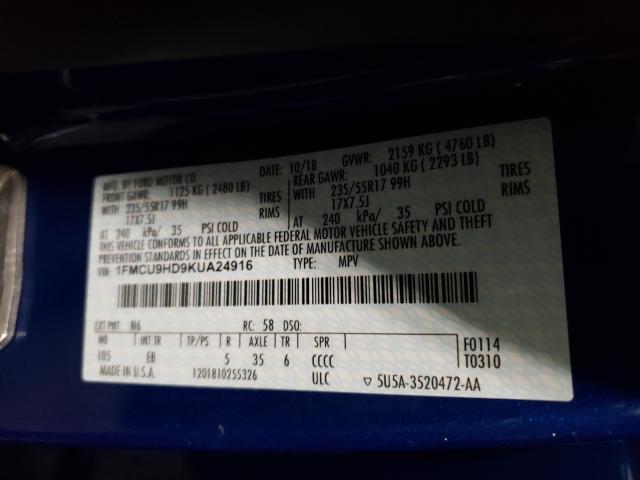 MFD. BY FORD MOTOR CO.
DATE: 10/18 GVWR: 2159 KG ( 4760 LB)
FRONT GAWR: 1125 KG ( 2480 LB)
REAR GAWR: 1040 KG ( 2293 LB)
WITH 235/55R17 99H TIRES
WITH 235/55R17 99H TIRES
17X7.5J RIMS
17X7.5J RIMS
AT 240 kPa/ 35 PSI COLD
AT 240 kPa/ 35 PSI COLD
THIS VEHICLE CONFORMS TO ALL APPLICABLE FEDERAL MOTOR VEHICLE SAFETY AND THEFT
PREVENTION STANDARDS IN EFFECT ON THE DATE OF MANUFACTURE SHOWN ABOVE.
VIN: 1FMCU9HD9KUA24916 TYPE: MPV
EXT PNT: N6 RC: 58 DSO:
WB INT TR TP/PS R AXLE TR SPR F0114
105 EB 5 35 6 CCCC T0310
MADE IN U.S.A. 1201810255326 ULC ▽ 5U5A-3520472-AA